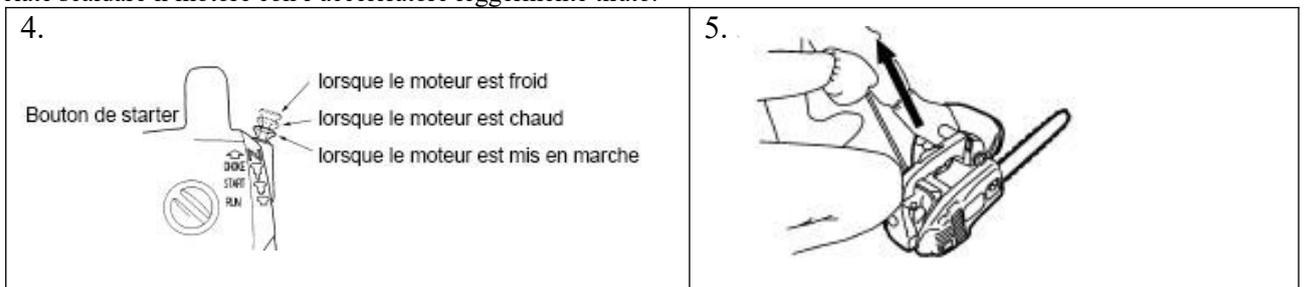 4.
lorsque le moteur est froid
Bouton de starter
lorsque le moteur est chaud
lorsque le moteur est mis en marche
CHOKE
START
RUN
5.